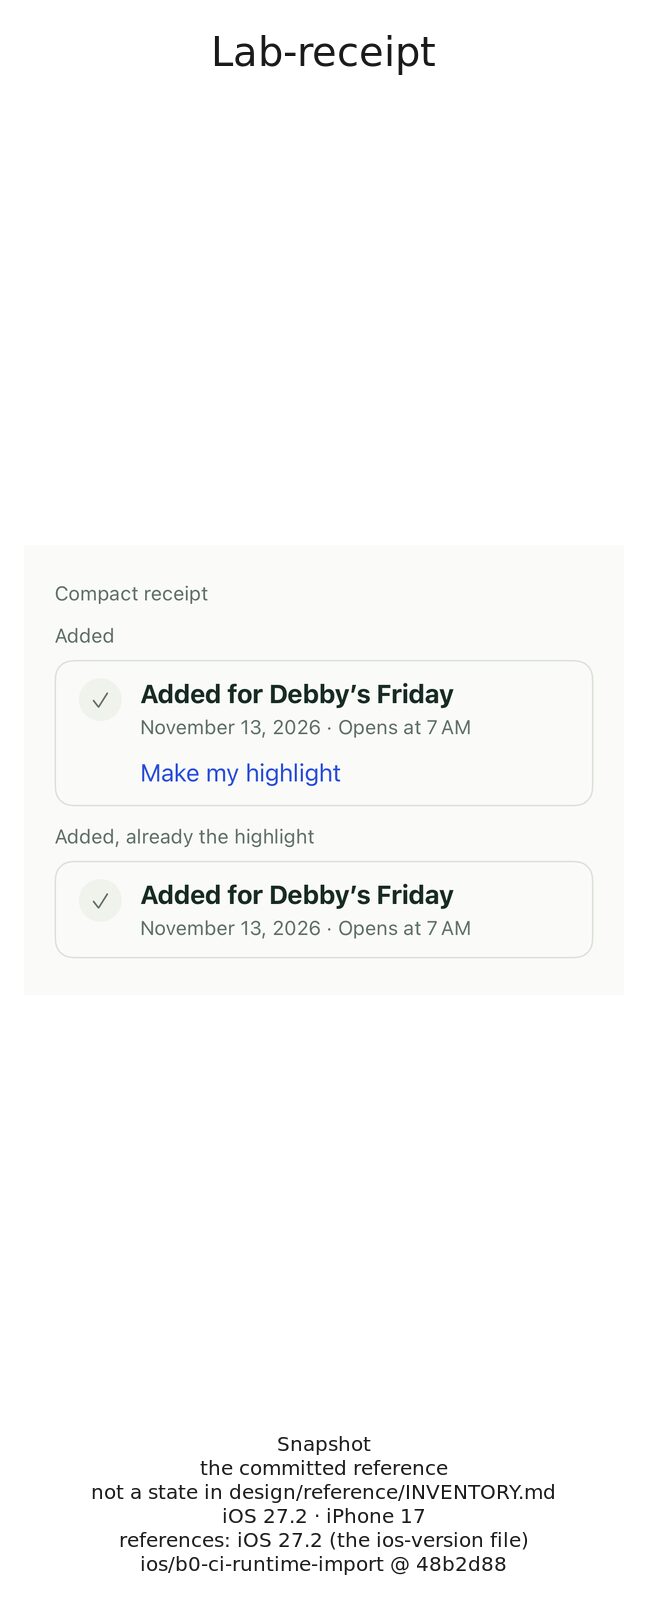 Lab-receipt
Compact receipt
Added
Added for Debby’s Friday
November 13, 2026 · Opens at 7 AM
Make my highlight
Added, already the highlight
Added for Debby’s Friday
November 13, 2026 · Opens at 7 AM
Snapshot
the committed reference
not a state in design/reference/INVENTORY.md
iOS 27.2 · iPhone 17
references: iOS 27.2 (the ios-version file)
ios/b0-ci-runtime-import @ 48b2d88